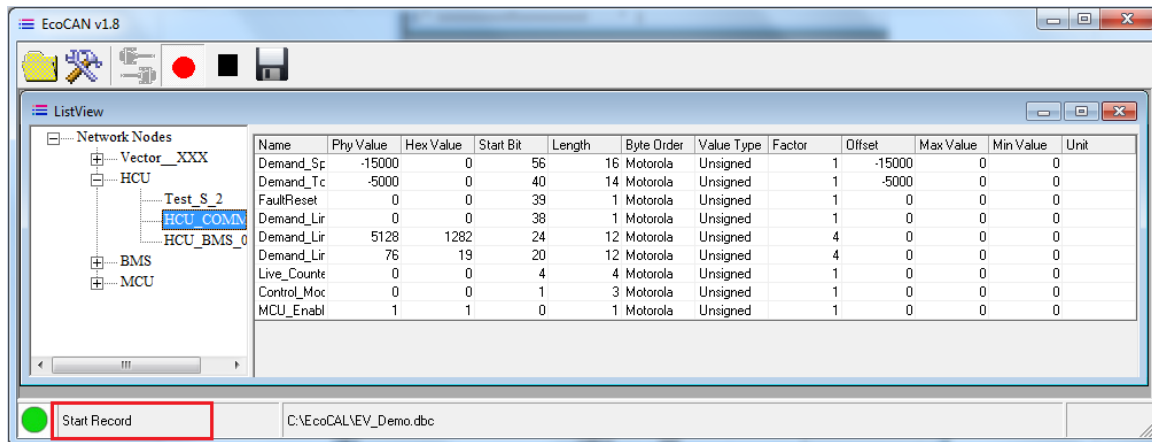 EcoCAN v1.8
ListView
Network Nodes
Vector__XXX
HCU
Test_S_2
HCU_COMM
HCU_BMS_0
BMS
MCU
Name Phy Value Hex Value Start Bit Length Byte Order Value Type Factor Offset Max Value Min Value Unit
Demand_Sp -15000 0 56 16 Motorola Unsigned 1 -15000 0 0
Demand_To -5000 0 40 14 Motorola Unsigned 1 -5000 0 0
FaultReset 0 0 39 1 Motorola Unsigned 1 0 0 0
Demand_Lir 0 0 38 1 Motorola Unsigned 1 0 0 0
Demand_Lir 5128 1282 24 12 Motorola Unsigned 4 0 0 0
Demand_Lir 76 19 20 12 Motorola Unsigned 4 0 0 0
Live_Counte 0 0 4 4 Motorola Unsigned 1 0 0 0
Control_Moc 0 0 1 3 Motorola Unsigned 1 0 0 0
MCU_Enabl 1 1 0 1 Motorola Unsigned 1 0 0 0
Start Record C:\EcoCAL\EV_Demo.dbc